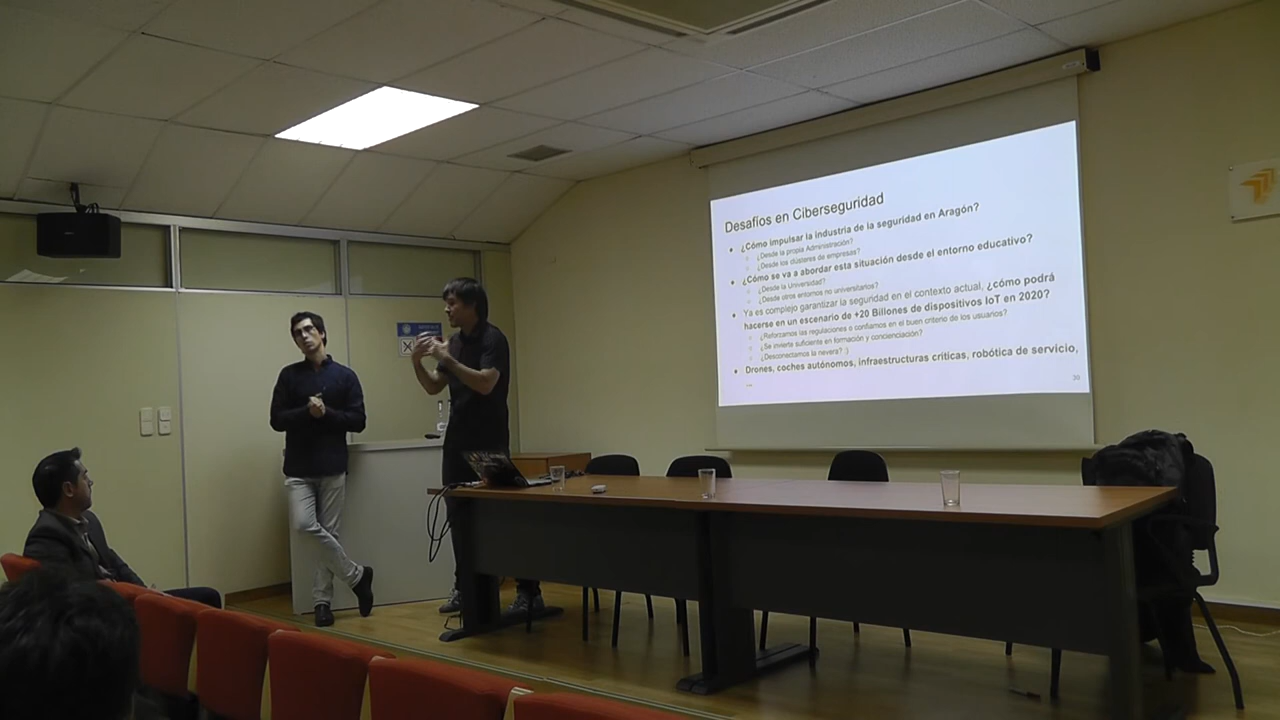 Desafíos en Ciberseguridad
● ¿Cómo impulsar la industria de la seguridad en Aragón?
○ ¿Desde la propia Administración?
○ ¿Desde los clústeres de empresas?
● ¿Cómo se va a abordar esta situación desde el entorno educativo?
○ ¿Desde la Universidad?
○ ¿Desde otros entornos no universitarios?
● Ya es complejo garantizar la seguridad en el contexto actual, ¿cómo podrá
hacerse en un escenario de +20 Billones de dispositivos IoT en 2020?
○ ¿Reforzamos las regulaciones o confiamos en el buen criterio de los usuarios?
○ ¿Se invierte suficiente en formación y concienciación?
○ ¿Desconectamos la nevera? :)
● Drones, coches autónomos, infraestructuras críticas, robótica de servicio,
...
30